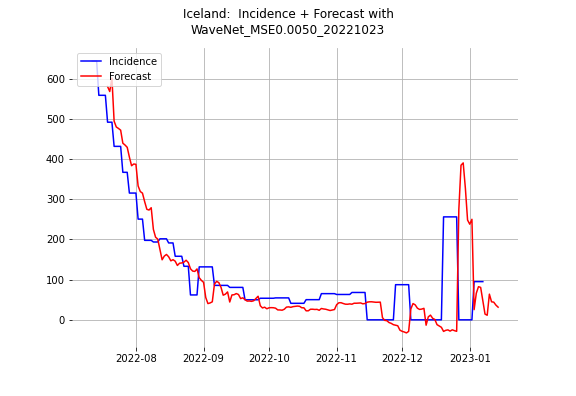 Iceland:  Incidence + Forecast with
WaveNet_MSE0.0050_20221023
Incidence
Forecast
600
500
400
300
200
100
0
2022-08 2022-09 2022-10 2022-11 2022-12 2023-01